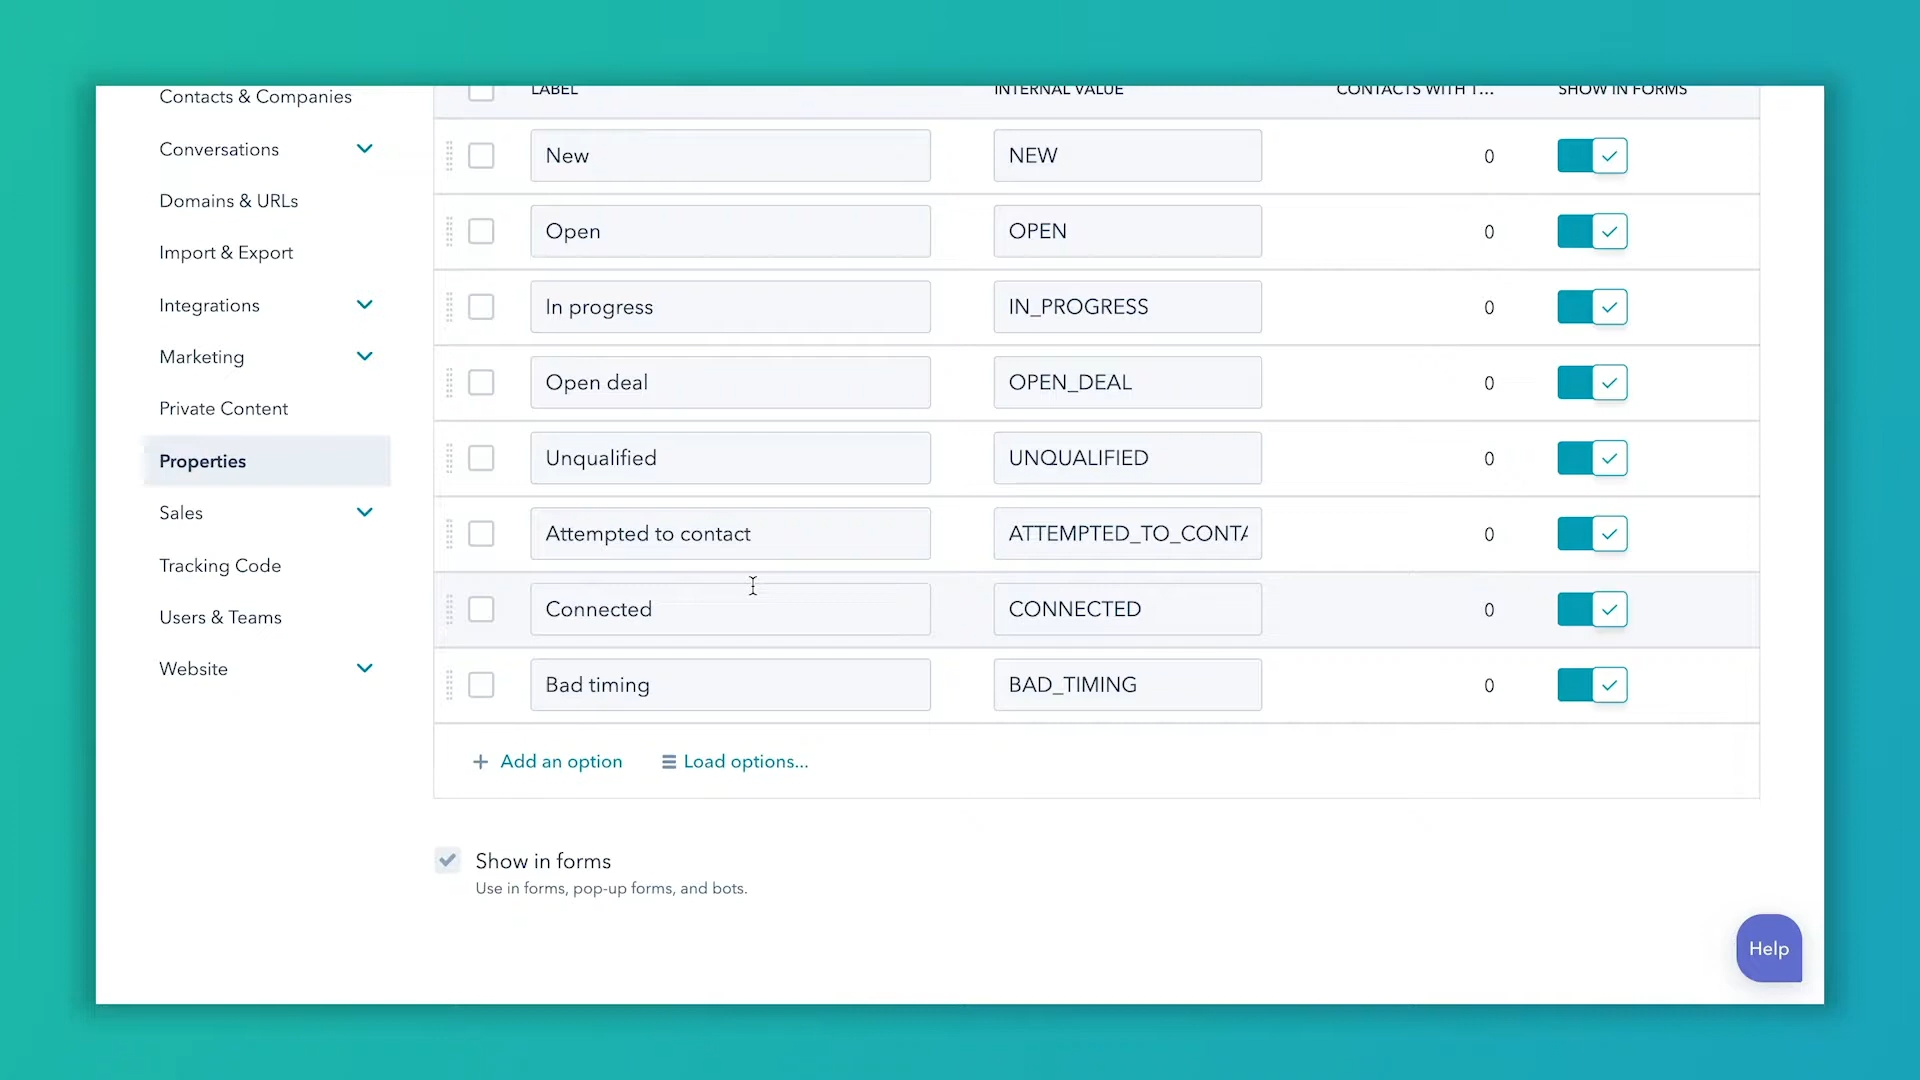 Contacts & Companies
Conversations
Domains & URLs
Import & Export
Integrations
Marketing
Private Content
Properties
Sales
Tracking Code
Users & Teams
Website
LABEL INTERNAL VALUE CONTACTS WITH T... SHOW IN FORMS
New NEW 0
Open OPEN 0
In progress IN_PROGRESS 0
Open deal OPEN_DEAL 0
Unqualified UNQUALIFIED 0
Attempted to contact ATTEMPTED_TO_CONTA 0
Connected CONNECTED 0
Bad timing BAD_TIMING 0
+ Add an option Load options...
Show in forms
Use in forms, pop-up forms, and bots.
Help